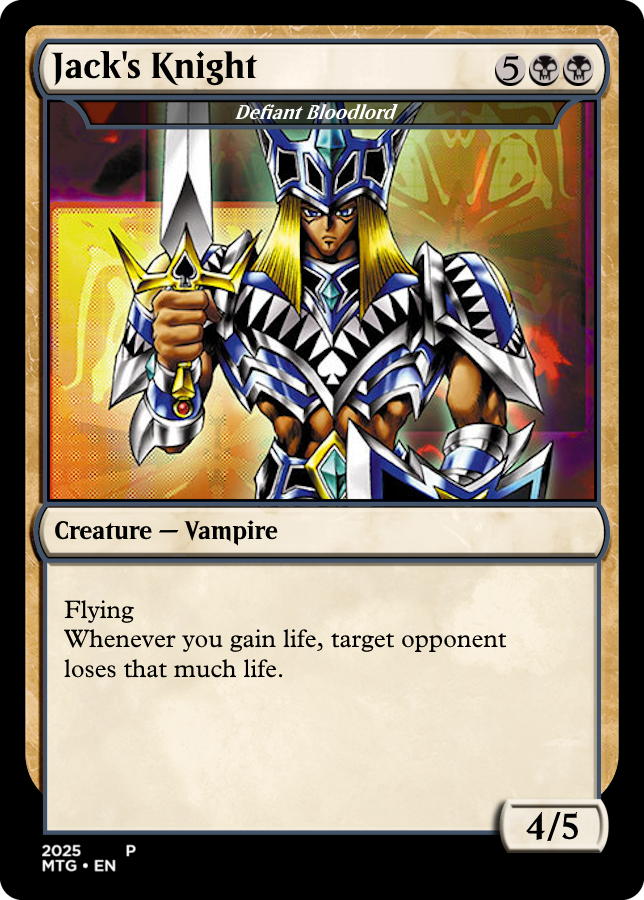 Jack's Knight 5
Defiant Bloodlord
Creature — Vampire
Flying
Whenever you gain life, target opponent
loses that much life.
4/5
2025 P
MTG • EN